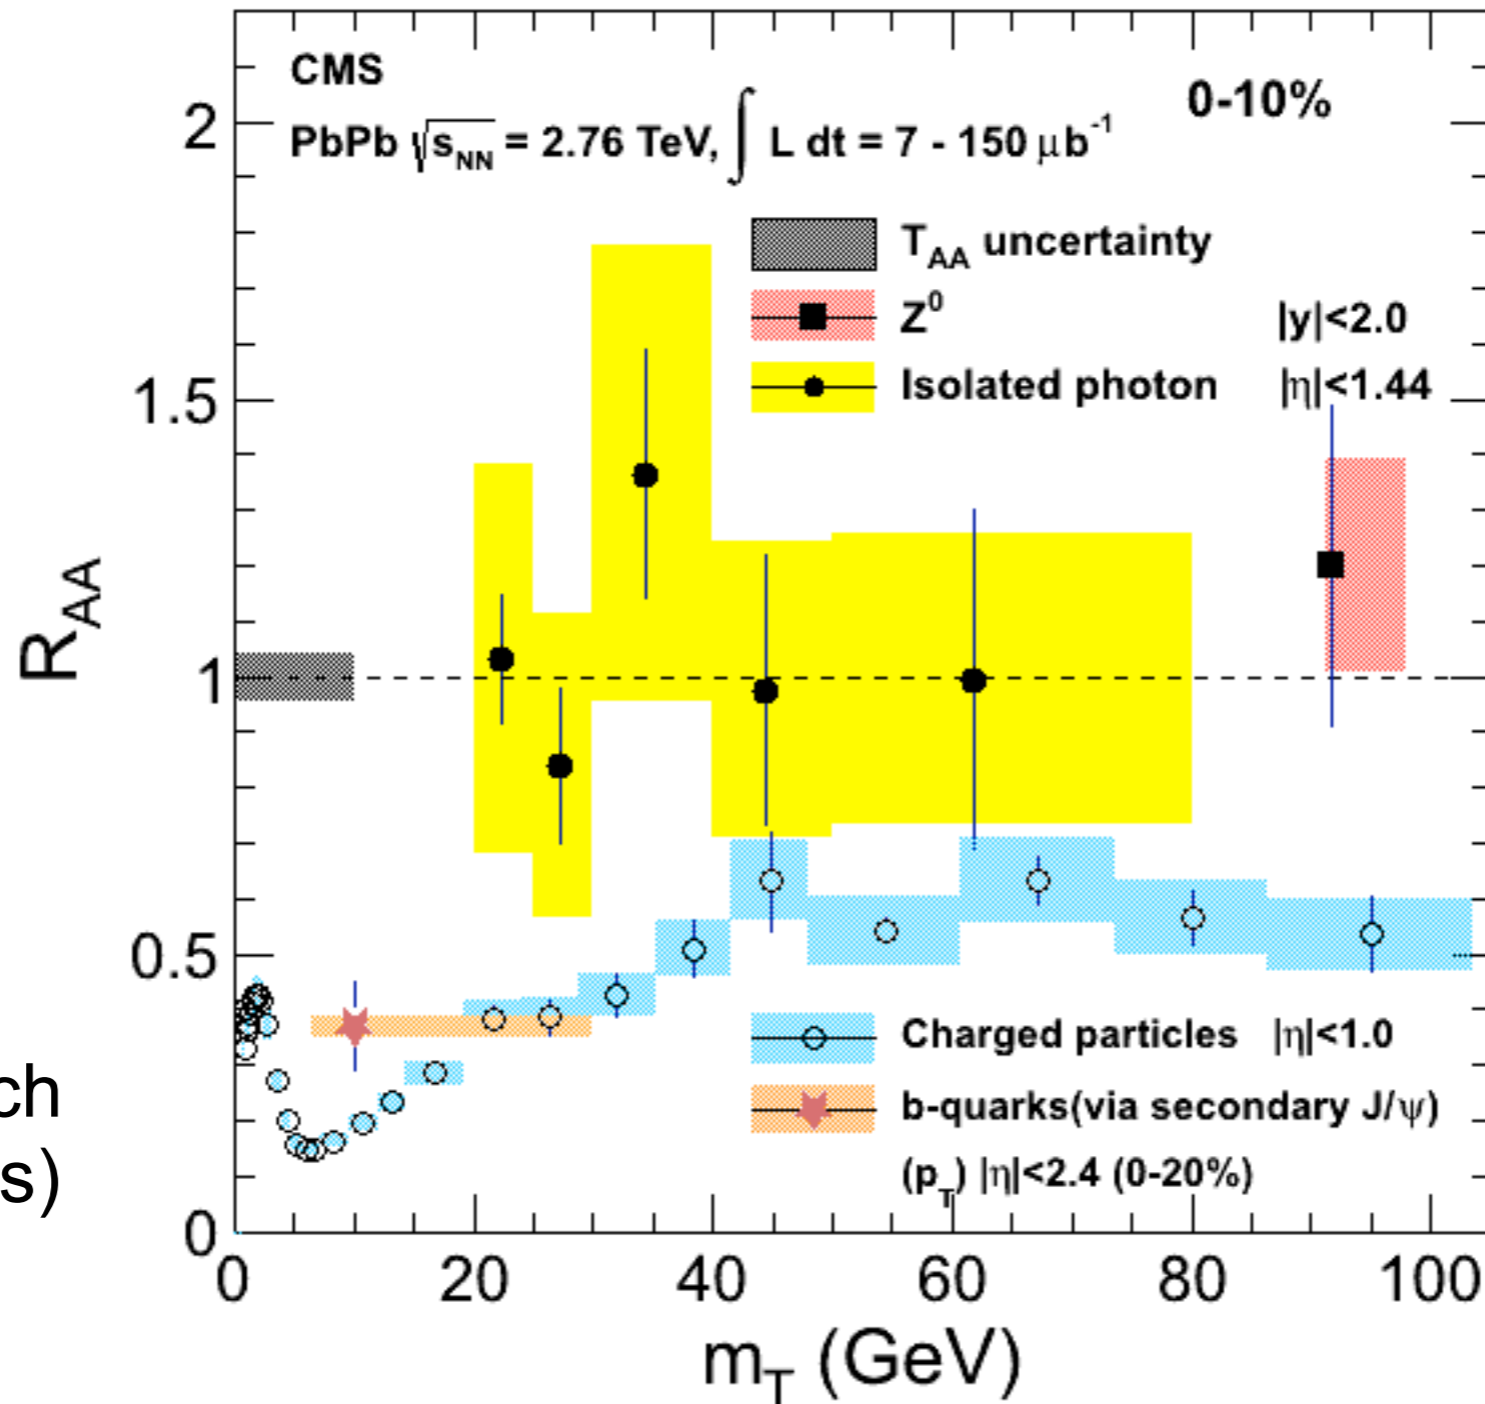 CMS
0-10%
PbPb √s_NN = 2.76 TeV, ∫ L dt = 7 - 150 μb⁻¹
T_AA uncertainty
Z⁰ |y|<2.0
Isolated photon |η|<1.44
Charged particles |η|<1.0
b-quarks(via secondary J/ψ)
(p_T) |η|<2.4 (0-20%)
R_AA
2
1.5
1
0.5
0
0 20 40 60 80 100
m_T (GeV)
ch
s)